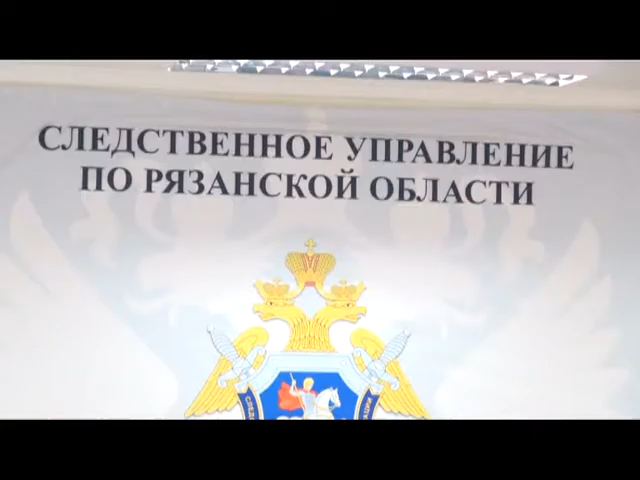 СЛЕДСТВЕННОЕ УПРАВЛЕНИЕ
ПО РЯЗАНСКОЙ ОБЛАСТИ